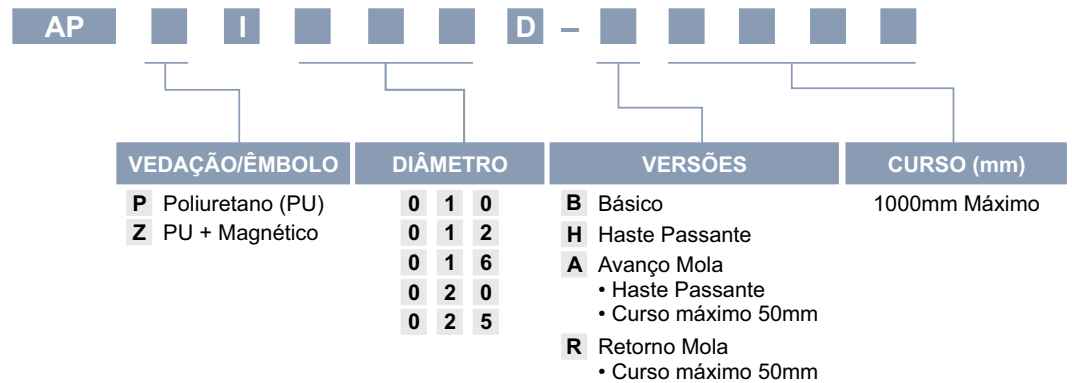 AP I D –
VEDAÇÃO/ÊMBOLO DIÂMETRO VERSÕES CURSO (mm)
P Poliuretano (PU) 0 1 0 B Básico 1000mm Máximo
Z PU + Magnético 0 1 2 H Haste Passante
0 1 6 A Avanço Mola
0 2 0 • Haste Passante
0 2 5 • Curso máximo 50mm
R Retorno Mola
• Curso máximo 50mm